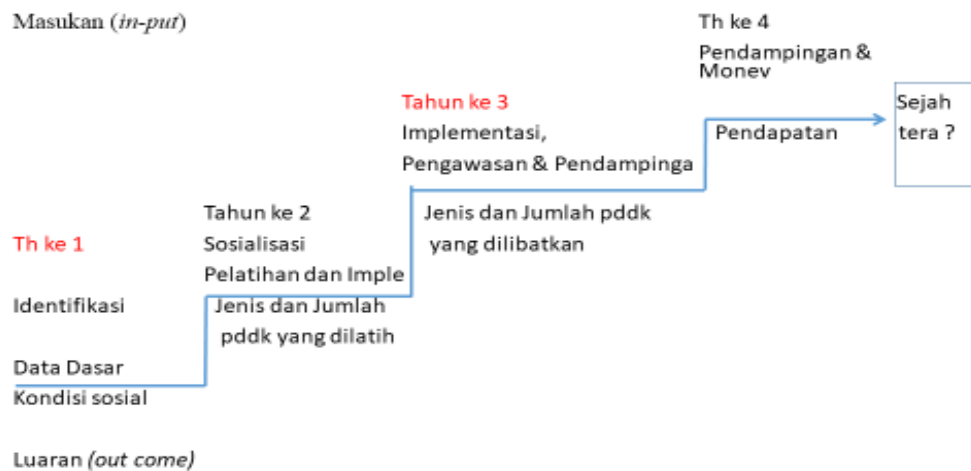 Masukan (in-put)
Th ke 4
Pendampingan &
Monev
Tahun ke 3
Implementasi,
Pengawasan & Pendampinga
Pendapatan
Sejah
tera ?
Tahun ke 2
Sosialisasi
Pelatihan dan Imple
Jenis dan Jumlah pddk
yang dilibatkan
Th ke 1
Identifikasi
Jenis dan Jumlah
pddk yang dilatih
Data Dasar
Kondisi sosial
Luaran (out come)